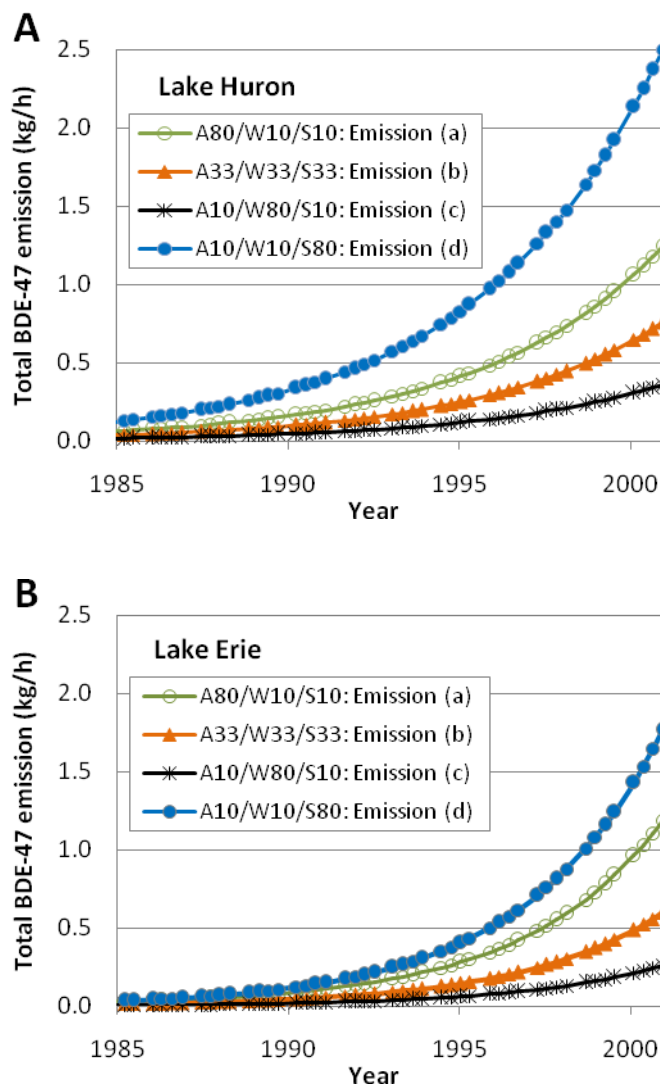 A
Total BDE-47 emission (kg/h)
2.5
2.0
1.5
1.0
0.5
0.0
Lake Huron
A80/W10/S10: Emission (a)
A33/W33/S33: Emission (b)
A10/W80/S10: Emission (c)
A10/W10/S80: Emission (d)
1985 1990 1995 2000
Year
B
Total BDE-47 emission (kg/h)
2.5
2.0
1.5
1.0
0.5
0.0
Lake Erie
A80/W10/S10: Emission (a)
A33/W33/S33: Emission (b)
A10/W80/S10: Emission (c)
A10/W10/S80: Emission (d)
1985 1990 1995 2000
Year